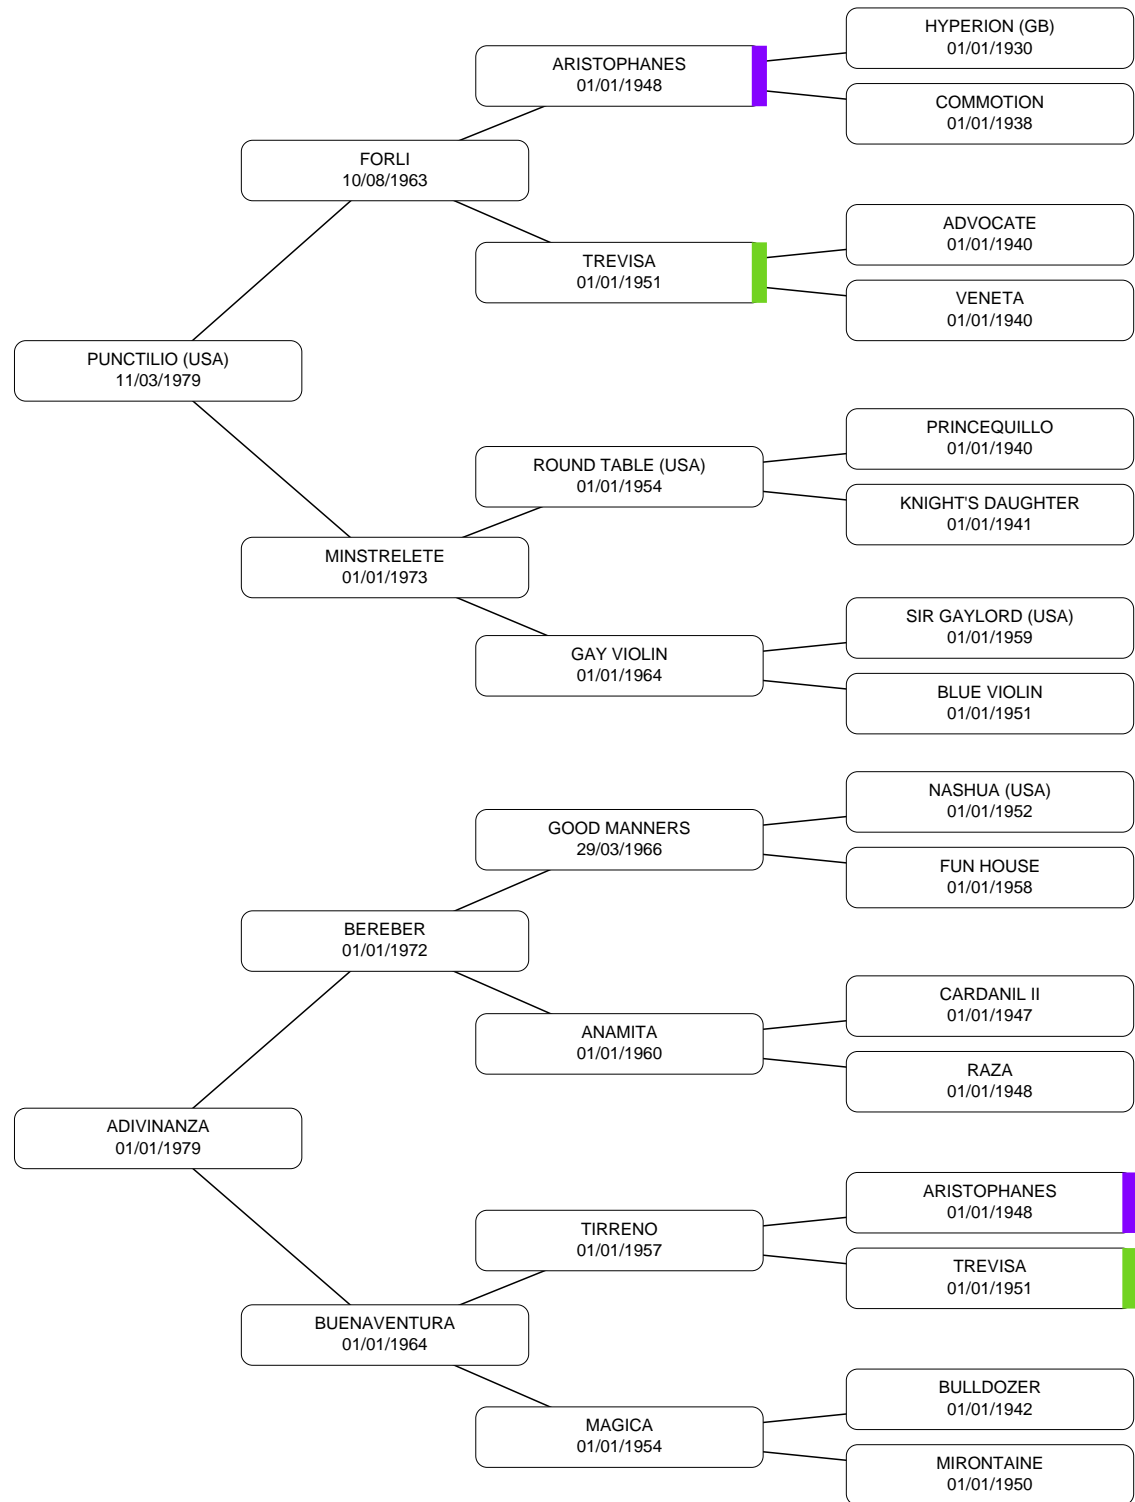 HYPERION (GB)
01/01/1930
ARISTOPHANES
01/01/1948
COMMOTION
01/01/1938
FORLI
10/08/1963
ADVOCATE
01/01/1940
TREVISA
01/01/1951
VENETA
01/01/1940
PUNCTILIO (USA)
11/03/1979
PRINCEQUILLO
01/01/1940
ROUND TABLE (USA)
01/01/1954
KNIGHT'S DAUGHTER
01/01/1941
MINSTRELETE
01/01/1973
SIR GAYLORD (USA)
01/01/1959
GAY VIOLIN
01/01/1964
BLUE VIOLIN
01/01/1951
NASHUA (USA)
01/01/1952
GOOD MANNERS
29/03/1966
FUN HOUSE
01/01/1958
BEREBER
01/01/1972
CARDANIL II
01/01/1947
ANAMITA
01/01/1960
RAZA
01/01/1948
ADIVINANZA
01/01/1979
ARISTOPHANES
01/01/1948
TIRRENO
01/01/1957
TREVISA
01/01/1951
BUENAVENTURA
01/01/1964
BULLDOZER
01/01/1942
MAGICA
01/01/1954
MIRONTAINE
01/01/1950